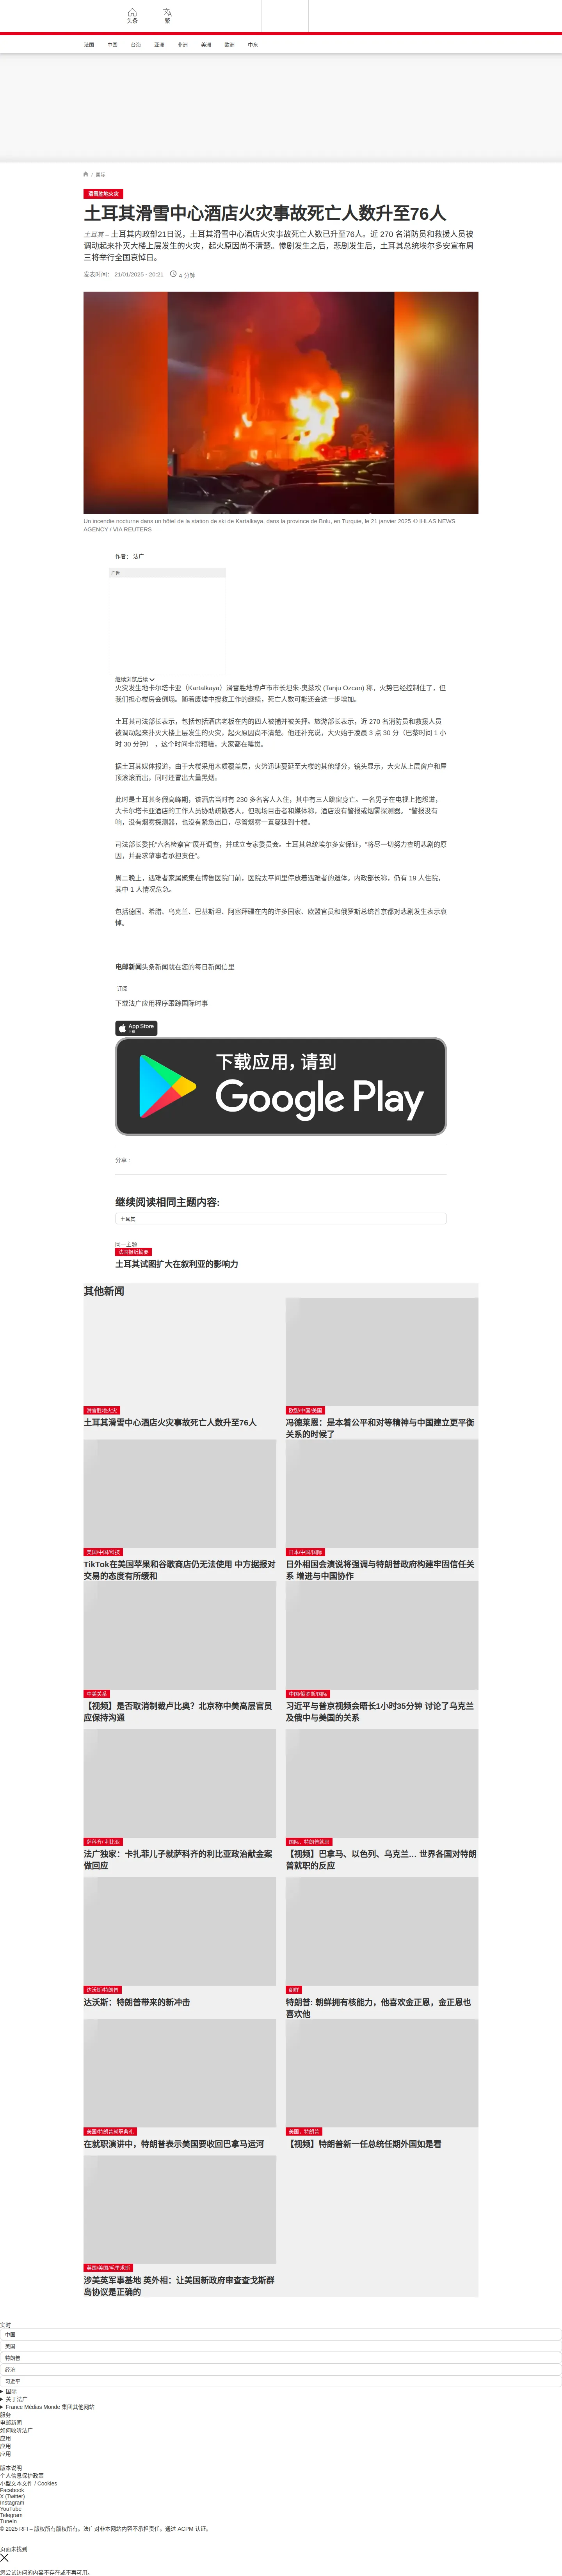 头条
繁
法国
中国
台海
亚洲
非洲
美洲
欧洲
中东
/ 国际
滑雪胜地火灾
土耳其滑雪中心酒店火灾事故死亡人数升至76人
土耳其 – 土耳其内政部21日说，土耳其滑雪中心酒店火灾事故死亡人数已升至76人。近 270 名消防员和救援人员被
调动起来扑灭大楼上层发生的火灾，起火原因尚不清楚。惨剧发生之后，悲剧发生后，土耳其总统埃尔多安宣布周
三将举行全国哀悼日。
发表时间： 21/01/2025 - 20:21
4 分钟
Un incendie nocturne dans un hôtel de la station de ski de Kartalkaya, dans la province de Bolu, en Turquie, le 21 janvier 2025 © IHLAS NEWS
AGENCY / VIA REUTERS
作者： 法广
广告
继续浏览后续
火灾发生地卡尔塔卡亚（Kartalkaya）滑雪胜地博卢市市长坦朱·奥兹坎 (Tanju Ozcan) 称，火势已经控制住了，但
我们担心楼房会倒塌。随着废墟中搜救工作的继续，死亡人数可能还会进一步增加。
土耳其司法部长表示，包括包括酒店老板在内的四人被捕并被关押。旅游部长表示，近 270 名消防员和救援人员
被调动起来扑灭大楼上层发生的火灾，起火原因尚不清楚。他还补充说，大火始于凌晨 3 点 30 分（巴黎时间 1 小
时 30 分钟） ，这个时间非常糟糕，大家都在睡觉。
据土耳其媒体报道，由于大楼采用木质覆盖层，火势迅速蔓延至大楼的其他部分，镜头显示，大火从上层窗户和屋
顶滚滚而出，同时还冒出大量黑烟。
此时是土耳其冬假高峰期，该酒店当时有 230 多名客人入住，其中有三人跳窗身亡。一名男子在电视上抱怨道，
大卡尔塔卡亚酒店的工作人员协助疏散客人，但现场目击者和媒体称，酒店没有警报或烟雾探测器。 “警报没有
响，没有烟雾探测器，也没有紧急出口，尽管烟雾一直蔓延到十楼。
司法部长委托“六名检察官”展开调查，并成立专家委员会。土耳其总统埃尔多安保证，“将尽一切努力查明悲剧的原
因，并要求肇事者承担责任”。
周二晚上，遇难者家属聚集在博鲁医院门前，医院太平间里停放着遇难者的遗体。内政部长称，仍有 19 人住院，
其中 1 人情况危急。
包括德国、希腊、乌克兰、巴基斯坦、阿塞拜疆在内的许多国家、欧盟官员和俄罗斯总统普京都对悲剧发生表示哀
悼。
电邮新闻头条新闻就在您的每日新闻信里
订阅
下载法广应用程序跟踪国际时事
App Store
下载
下载应用，请到
Google Play
分享 :
继续阅读相同主题内容:
土耳其
同一主题
法国报纸摘要
土耳其试图扩大在叙利亚的影响力
其他新闻
滑雪胜地火灾
土耳其滑雪中心酒店火灾事故死亡人数升至76人
欧盟/中国/美国
冯德莱恩：是本着公平和对等精神与中国建立更平衡
关系的时候了
美国/中国/科技
TikTok在美国苹果和谷歌商店仍无法使用 中方据报对
交易的态度有所缓和
日本/中国/国际
日外相国会演说将强调与特朗普政府构建牢固信任关
系 增进与中国协作
中美关系
【视频】是否取消制裁卢比奥？北京称中美高层官员
应保持沟通
中国/俄罗斯/国际
习近平与普京视频会晤长1小时35分钟 讨论了乌克兰
及俄中与美国的关系
萨科齐/ 利比亚
法广独家：卡扎菲儿子就萨科齐的利比亚政治献金案
做回应
国际，特朗普就职
【视频】巴拿马、以色列、乌克兰… 世界各国对特朗
普就职的反应
达沃斯/特朗普
达沃斯：特朗普带来的新冲击
朝鲜
特朗普: 朝鲜拥有核能力，他喜欢金正恩，金正恩也
喜欢他
美国/特朗普就职典礼
在就职演讲中，特朗普表示美国要收回巴拿马运河
美国，特朗普
【视频】特朗普新一任总统任期外国如是看
英国/美国/毛里求斯
涉美英军事基地 英外相：让美国新政府审查查戈斯群
岛协议是正确的
实时
中国
美国
特朗普
经济
习近平
国际
关于法广
France Médias Monde 集团其他网站
服务
电邮新闻
如何收听法广
应用
应用
应用
版本说明
个人信息保护政策
小型文本文件 / Cookies
Facebook
X (Twitter)
Instagram
YouTube
Telegram
TuneIn
© 2025 RFI – 版权所有版权所有。法广对非本网站内容不承担责任。通过 ACPM 认证。
页面未找到
您尝试访问的内容不存在或不再可用。